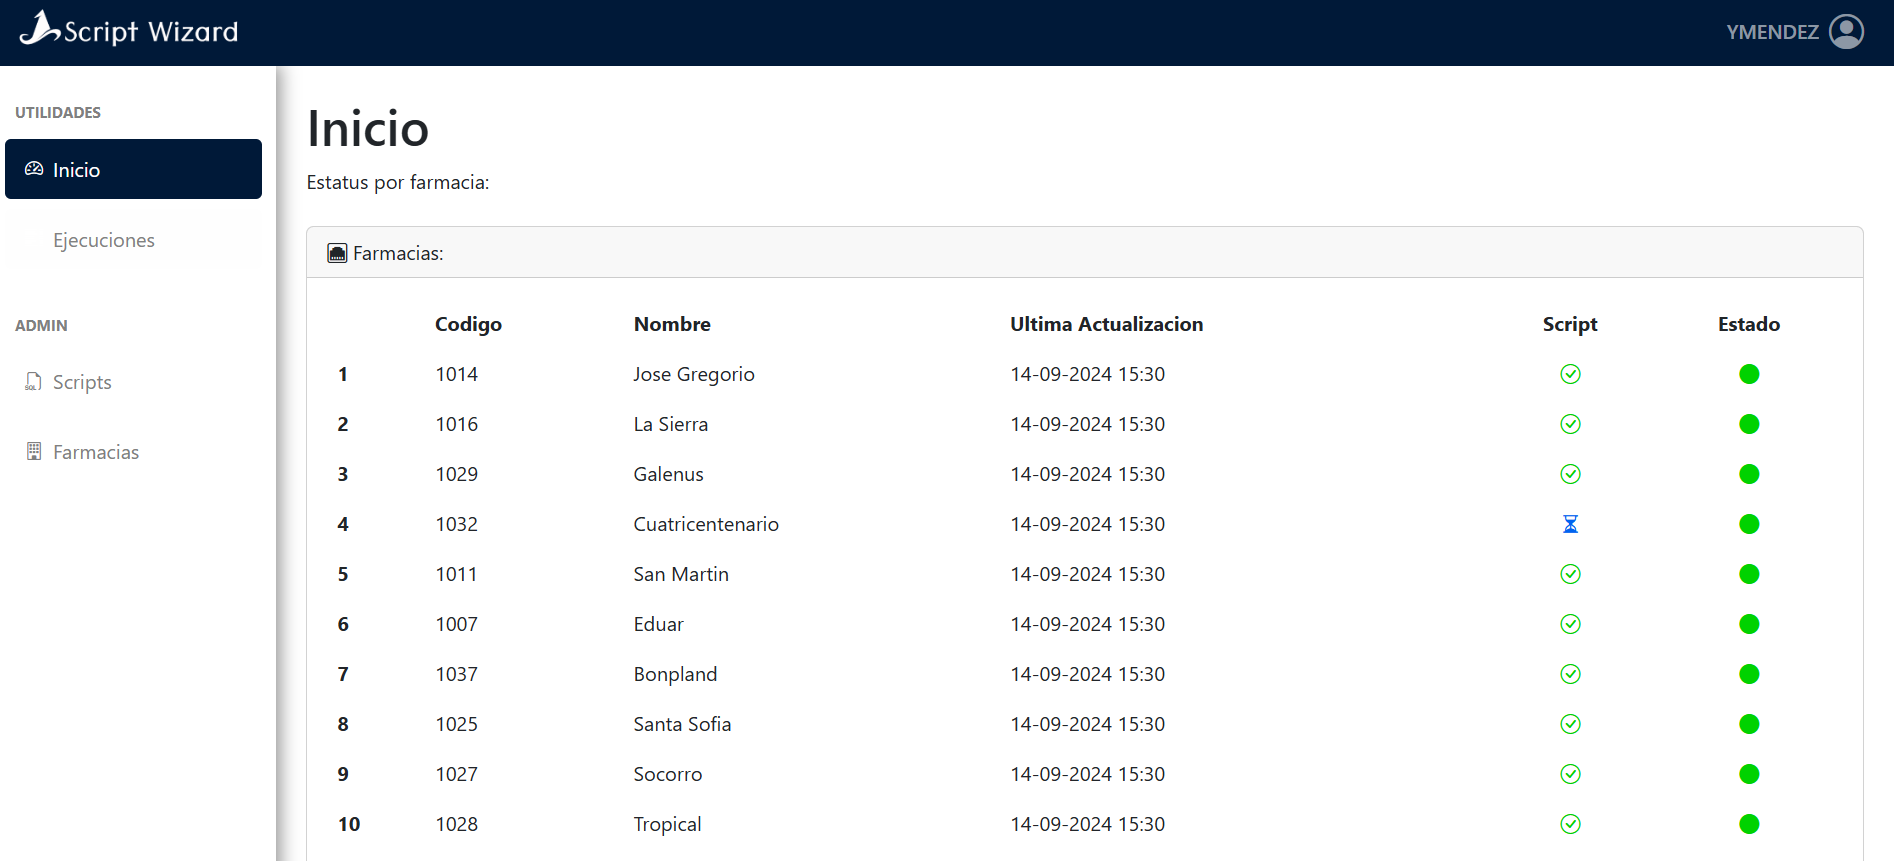 Script Wizard
YMENDEZ
UTILIDADES
Inicio
Ejecuciones
ADMIN
SQL
Scripts
Farmacias
Inicio
Estatus por farmacia:
Farmacias:
Codigo Nombre Ultima Actualizacion Script Estado
1 1014 Jose Gregorio 14-09-2024 15:30
2 1016 La Sierra 14-09-2024 15:30
3 1029 Galenus 14-09-2024 15:30
4 1032 Cuatricentenario 14-09-2024 15:30
5 1011 San Martin 14-09-2024 15:30
6 1007 Eduar 14-09-2024 15:30
7 1037 Bonpland 14-09-2024 15:30
8 1025 Santa Sofia 14-09-2024 15:30
9 1027 Socorro 14-09-2024 15:30
10 1028 Tropical 14-09-2024 15:30